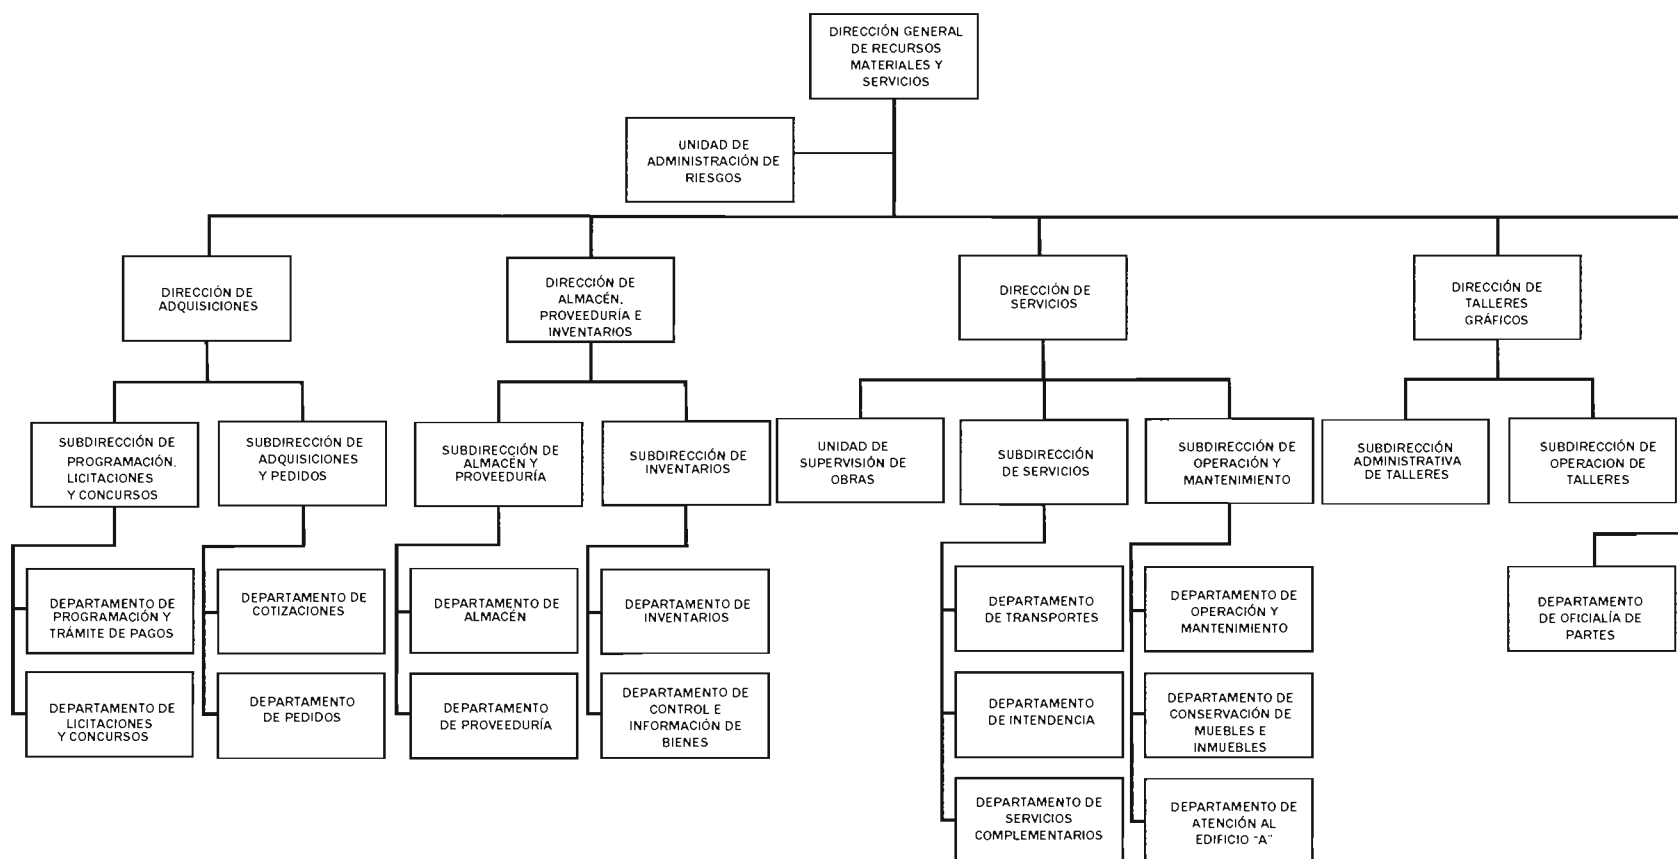 DIRECCIÓN GENERAL
DE RECURSOS
MATERIALES Y
SERVICIOS
UNIDAD DE
ADMINISTRACIÓN DE
RIESGOS
DIRECCIÓN DE
ADQUISICIONES
DIRECCIÓN DE
ALMACÉN,
PROVEEDURÍA E
INVENTARIOS
DIRECCIÓN DE
SERVICIOS
DIRECCIÓN DE
TALLERES
GRÁFICOS
SUBDIRECCIÓN DE
PROGRAMACIÓN,
LICITACIONES
Y CONCURSOS
SUBDIRECCIÓN DE
ADQUISICIONES
Y PEDIDOS
SUBDIRECCIÓN DE
ALMACÉN Y
PROVEEDURÍA
SUBDIRECCIÓN DE
INVENTARIOS
UNIDAD DE
SUPERVISIÓN DE
OBRAS
SUBDIRECCIÓN
DE SERVICIOS
SUBDIRECCIÓN DE
OPERACIÓN Y
MANTENIMIENTO
SUBDIRECCIÓN
ADMINISTRATIVA
DE TALLERES
SUBDIRECCIÓN DE
OPERACION DE
TALLERES
DEPARTAMENTO DE
PROGRAMACIÓN Y
TRÁMITE DE PAGOS
DEPARTAMENTO DE
COTIZACIONES
DEPARTAMENTO DE
ALMACÉN
DEPARTAMENTO DE
INVENTARIOS
DEPARTAMENTO
DE TRANSPORTES
DEPARTAMENTO DE
OPERACIÓN Y
MANTENIMIENTO
DEPARTAMENTO
DE OFICIALÍA DE
PARTES
DEPARTAMENTO DE
LICITACIONES
Y CONCURSOS
DEPARTAMENTO
DE PEDIDOS
DEPARTAMENTO
DE PROVEEDURÍA
DEPARTAMENTO DE
CONTROL E
INFORMACIÓN DE
BIENES
DEPARTAMENTO
DE INTENDENCIA
DEPARTAMENTO DE
CONSERVACIÓN DE
MUEBLES E
INMUEBLES
DEPARTAMENTO DE
SERVICIOS
COMPLEMENTARIOS
DEPARTAMENTO DE
ATENCIÓN AL
EDIFICIO "A"